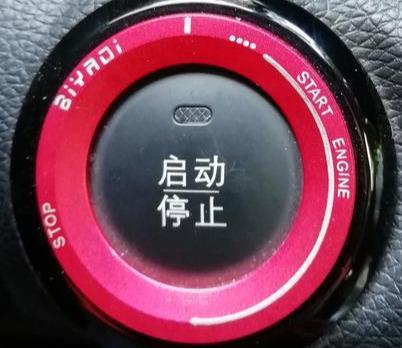 BiYADi
START ENGINE
启动
停止
STOP